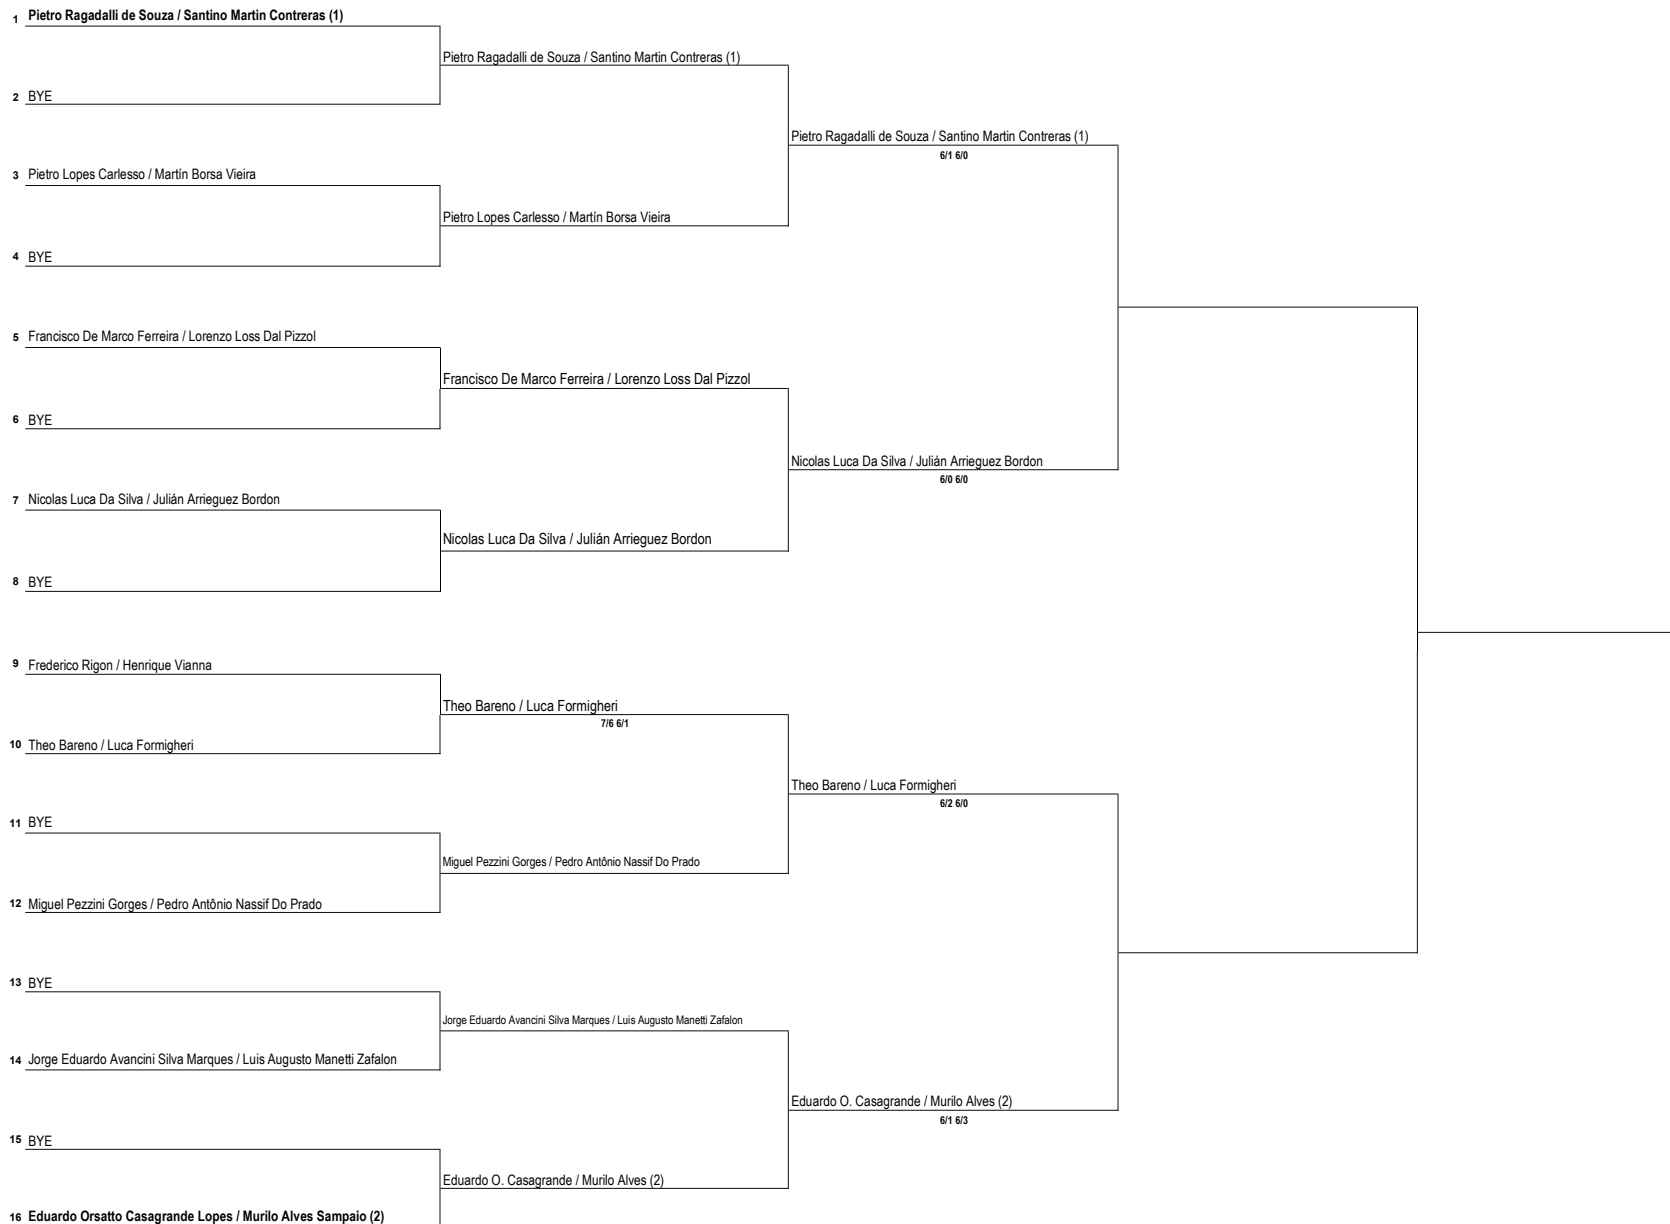 1 Pietro Ragadalli de Souza / Santino Martin Contreras (1)
Pietro Ragadalli de Souza / Santino Martin Contreras (1)
2 BYE
Pietro Ragadalli de Souza / Santino Martin Contreras (1)
6/1 6/0
3 Pietro Lopes Carlesso / Martín Borsa Vieira
Pietro Lopes Carlesso / Martín Borsa Vieira
4 BYE
5 Francisco De Marco Ferreira / Lorenzo Loss Dal Pizzol
Francisco De Marco Ferreira / Lorenzo Loss Dal Pizzol
6 BYE
Nicolas Luca Da Silva / Julián Arrieguez Bordon
6/0 6/0
7 Nicolas Luca Da Silva / Julián Arrieguez Bordon
Nicolas Luca Da Silva / Julián Arrieguez Bordon
8 BYE
9 Frederico Rigon / Henrique Vianna
Theo Bareno / Luca Formigheri
7/6 6/1
10 Theo Bareno / Luca Formigheri
Theo Bareno / Luca Formigheri
6/2 6/0
11 BYE
Miguel Pezzini Gorges / Pedro Antônio Nassif Do Prado
12 Miguel Pezzini Gorges / Pedro Antônio Nassif Do Prado
13 BYE
Jorge Eduardo Avancini Silva Marques / Luis Augusto Manetti Zafalon
14 Jorge Eduardo Avancini Silva Marques / Luis Augusto Manetti Zafalon
Eduardo O. Casagrande / Murilo Alves (2)
6/1 6/3
15 BYE
Eduardo O. Casagrande / Murilo Alves (2)
16 Eduardo Orsatto Casagrande Lopes / Murilo Alves Sampaio (2)